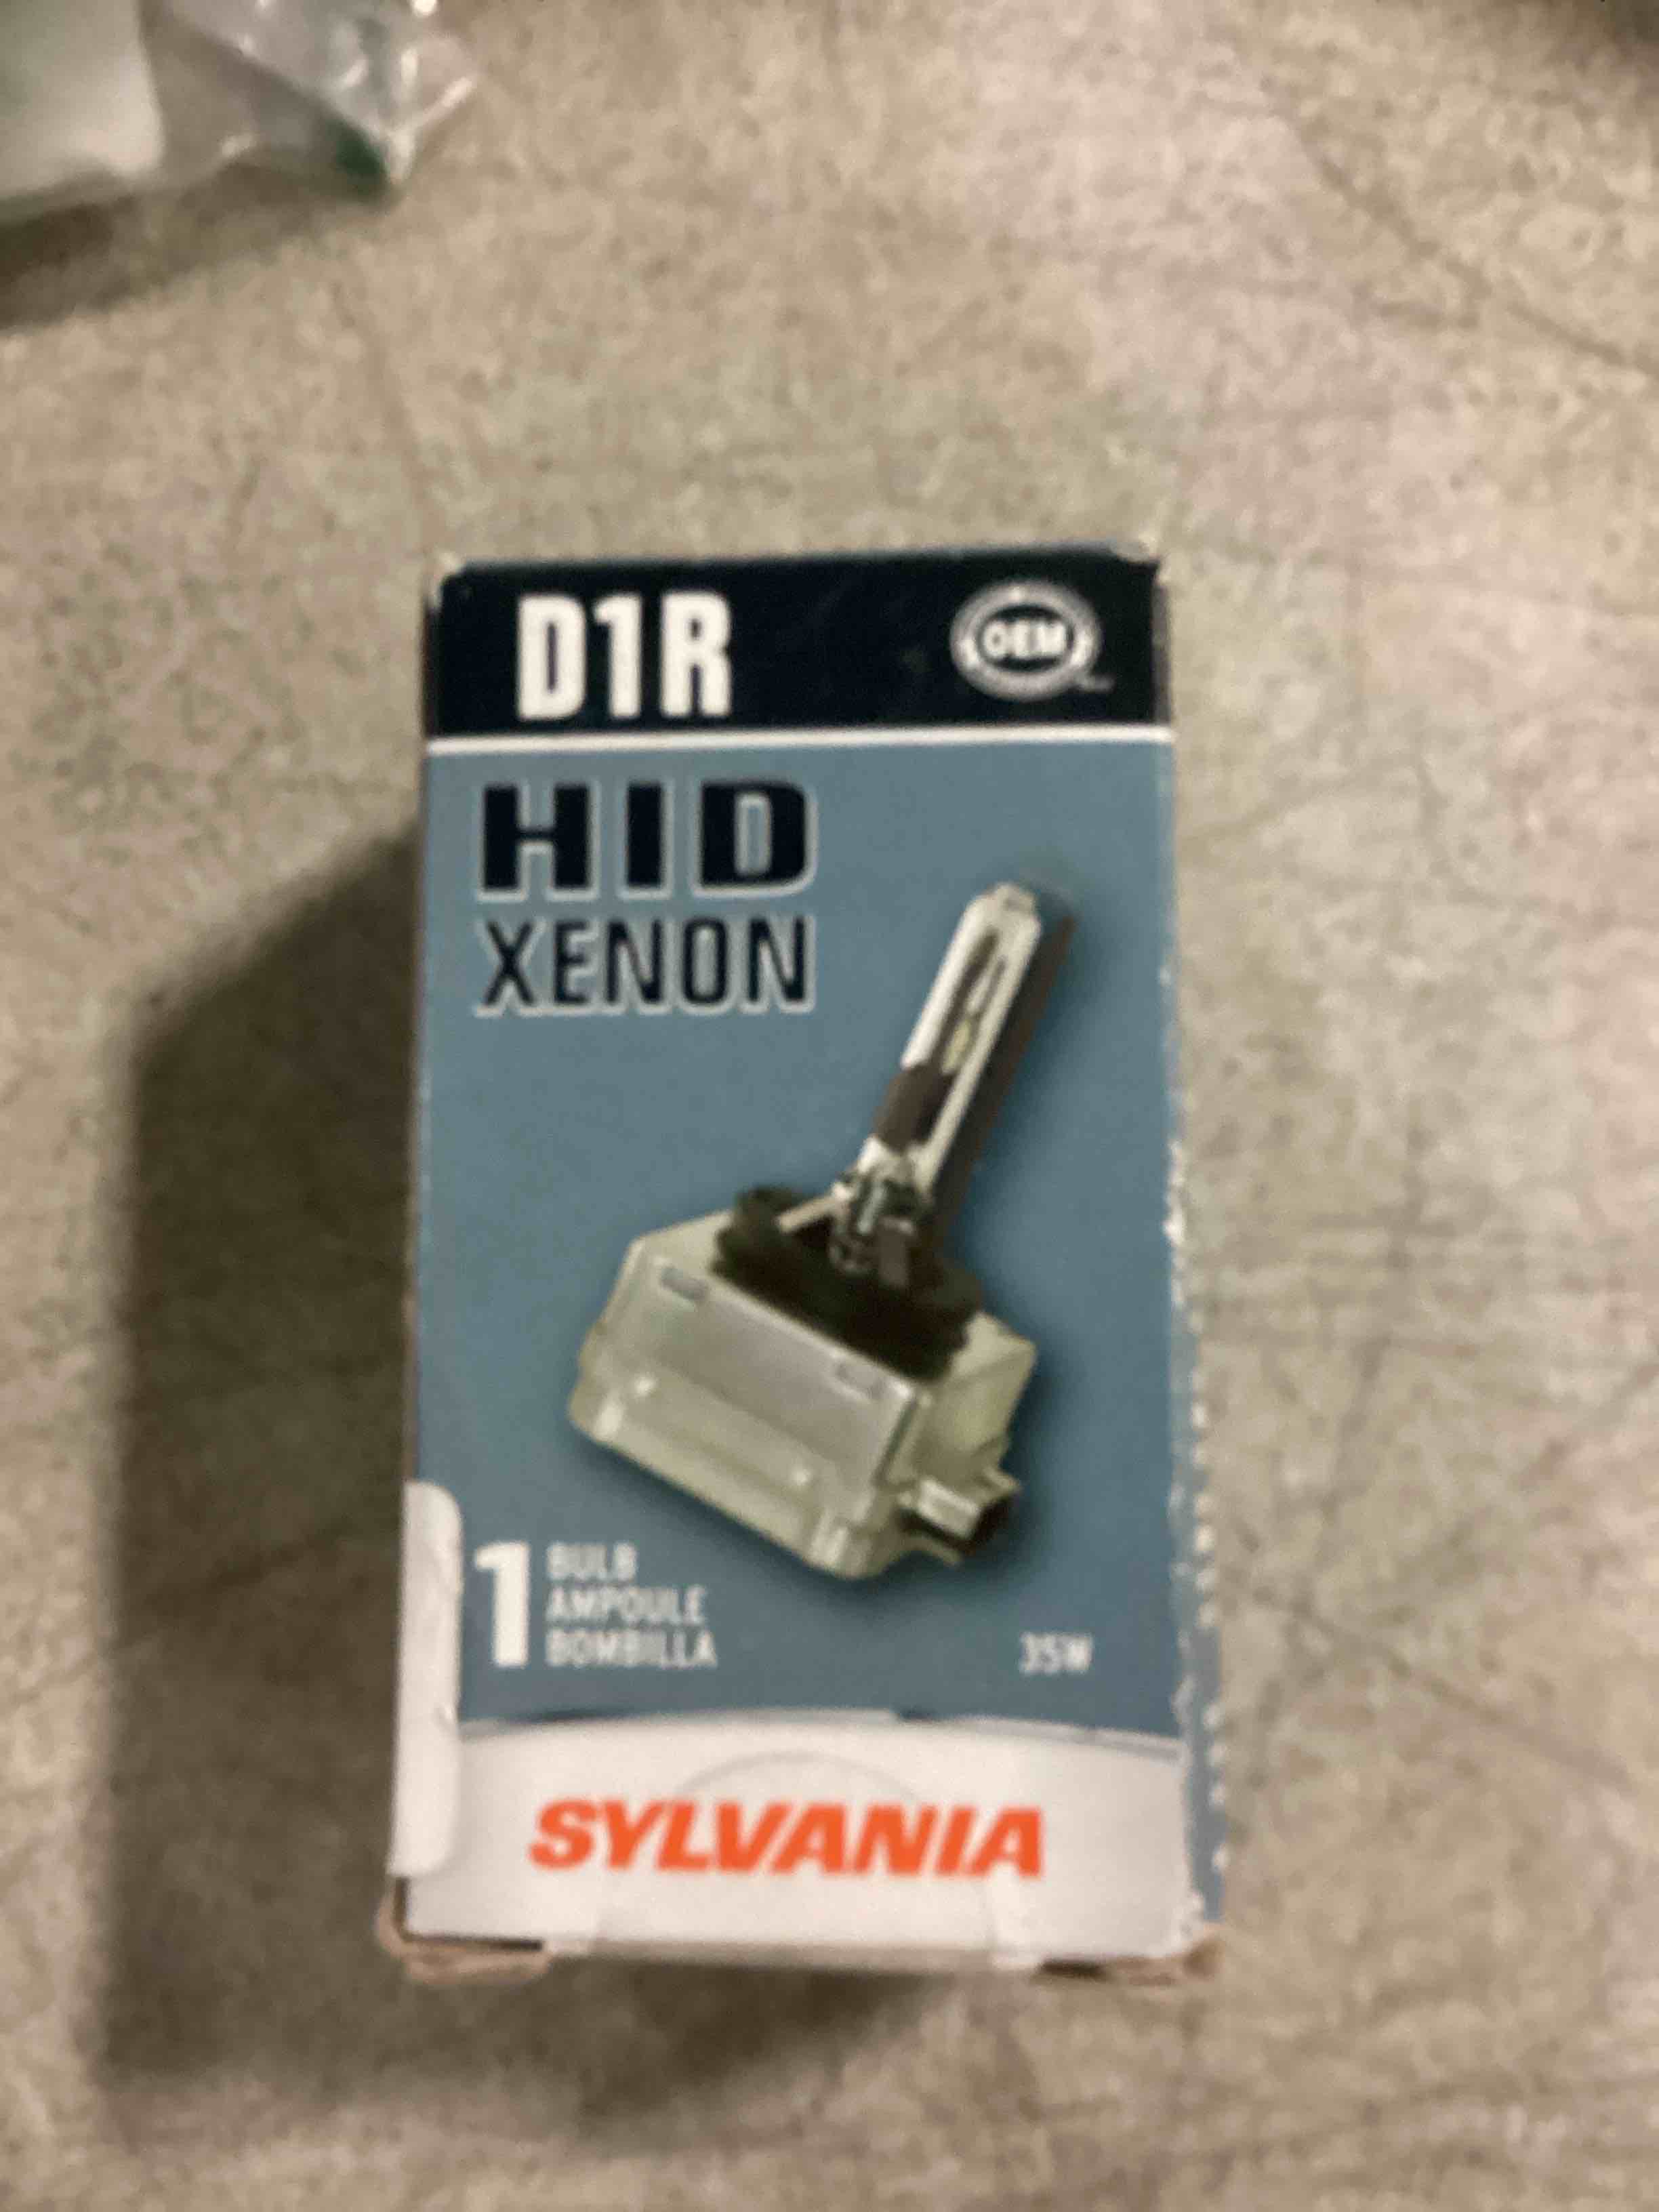 D1R
OEM
HID
XENON
1
BULB
AMPOULE
BOMBILLA
35W
SYLVANIA